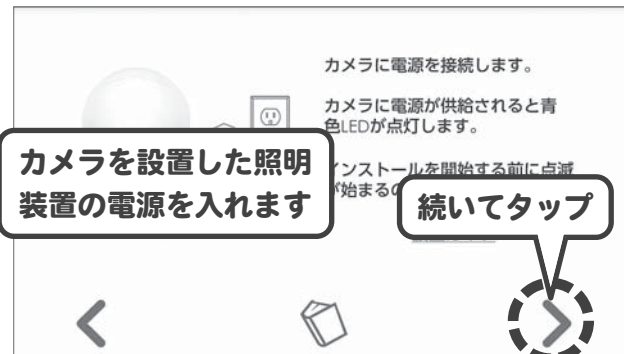 カメラに電源を接続します。
カメラに電源が供給されると青
色LEDが点灯します。
インストールを開始する前に点滅
が始まるの
カメラを設置した照明
装置の電源を入れます
続いてタップ